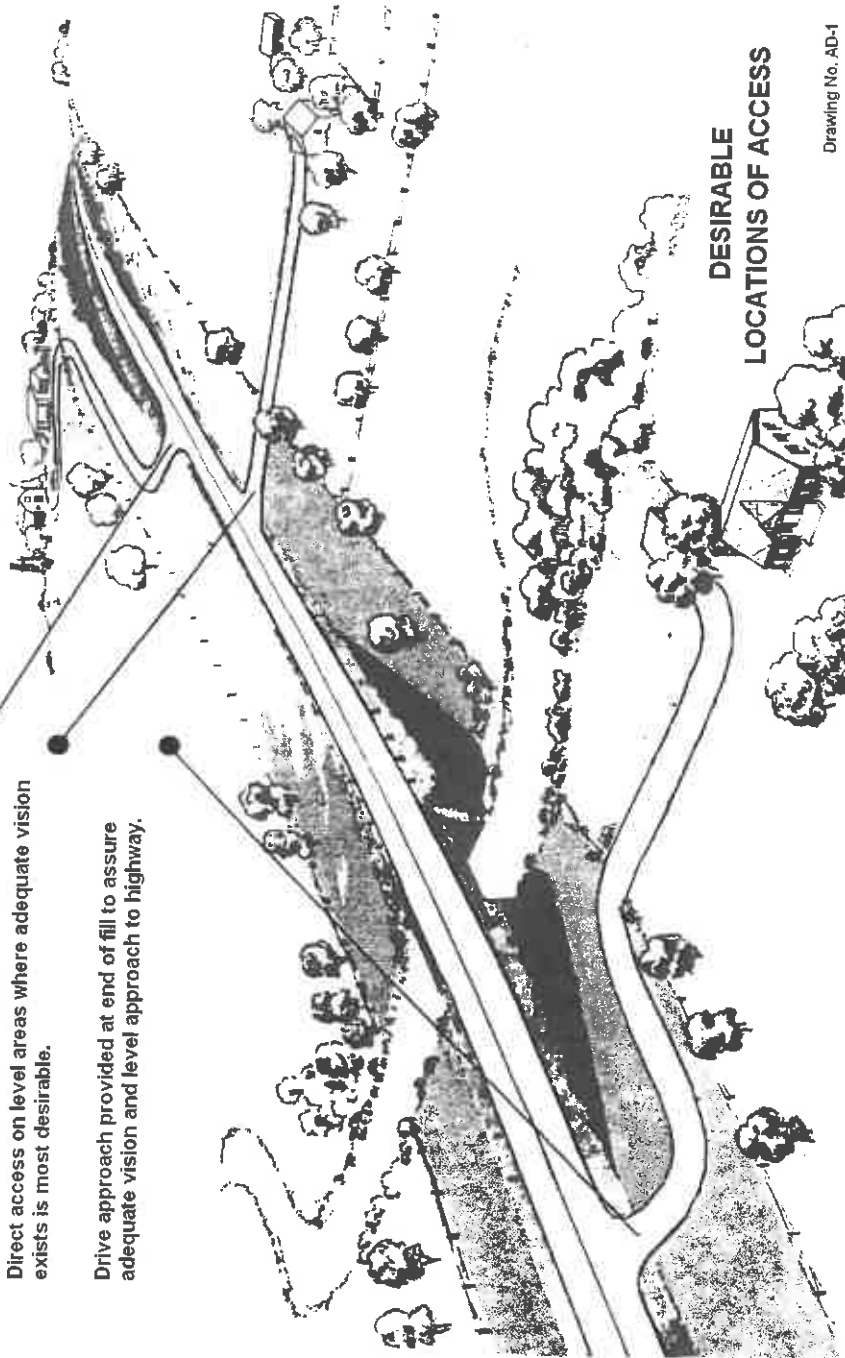 Direct access on level areas where adequate vision
exists is most desirable.
Drive approach provided at end of fill to assure
adequate vision and level approach to highway.
DESIRABLE
LOCATIONS OF ACCESS
Drawing No. AD-1